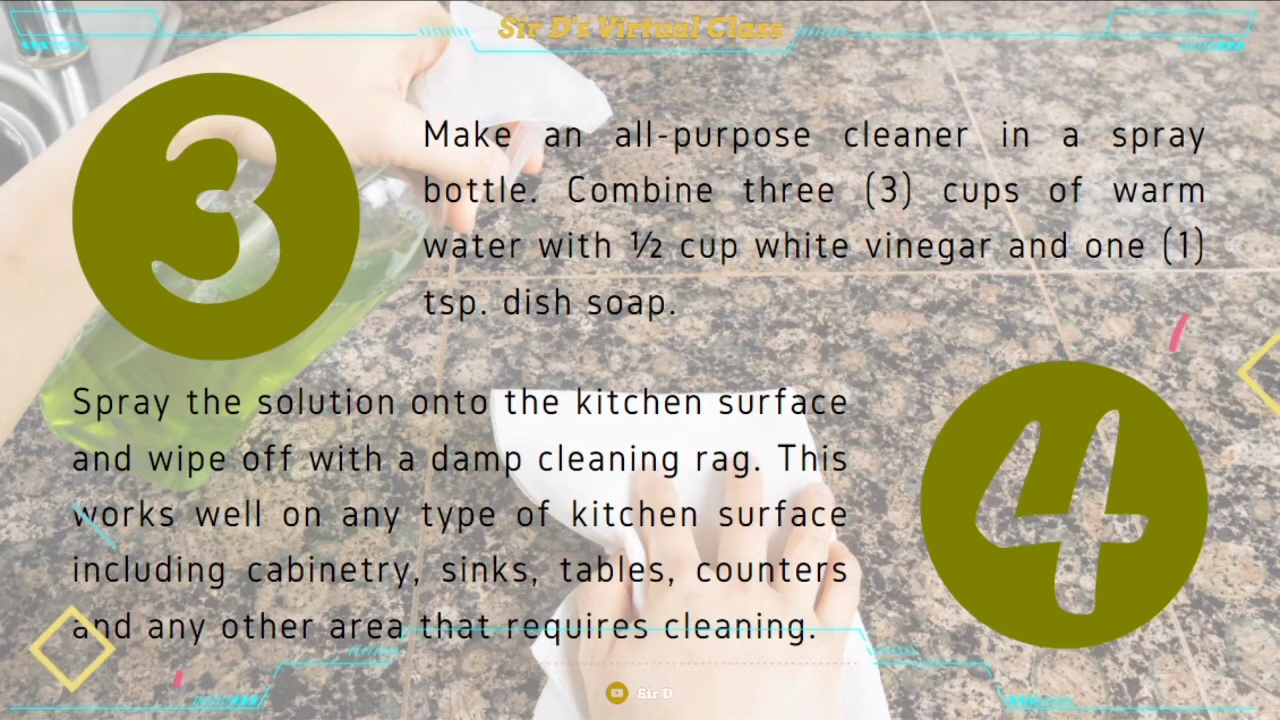 Sir D's Virtual Class
3
Make an all-purpose cleaner in a spray
bottle. Combine three (3) cups of warm
water with ½ cup white vinegar and one (1)
tsp. dish soap.
Spray the solution onto the kitchen surface
and wipe off with a damp cleaning rag. This
works well on any type of kitchen surface
including cabinetry, sinks, tables, counters
and any other area that requires cleaning.
4
Sir D